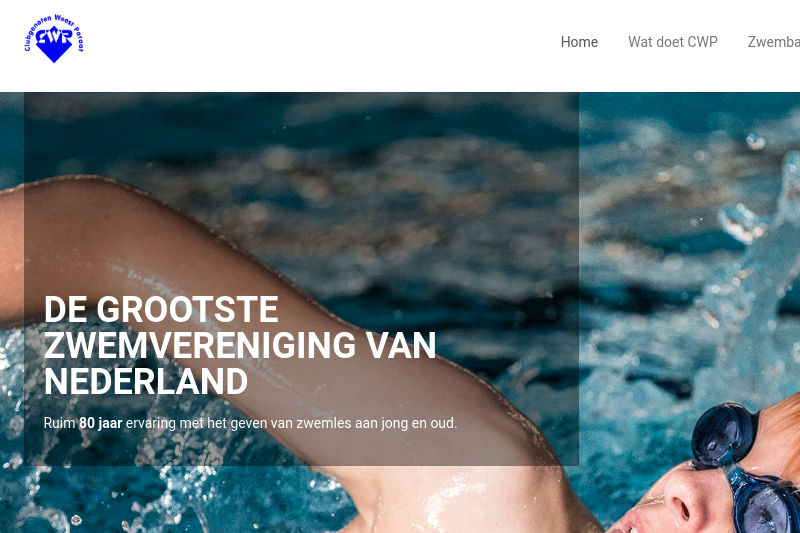 Clubgenoten Weest Paraat
CWP
Home Wat doet CWP Zwemba
DE GROOTSTE
ZWEMVERENIGING VAN
NEDERLAND
Ruim 80 jaar ervaring met het geven van zwemles aan jong en oud.